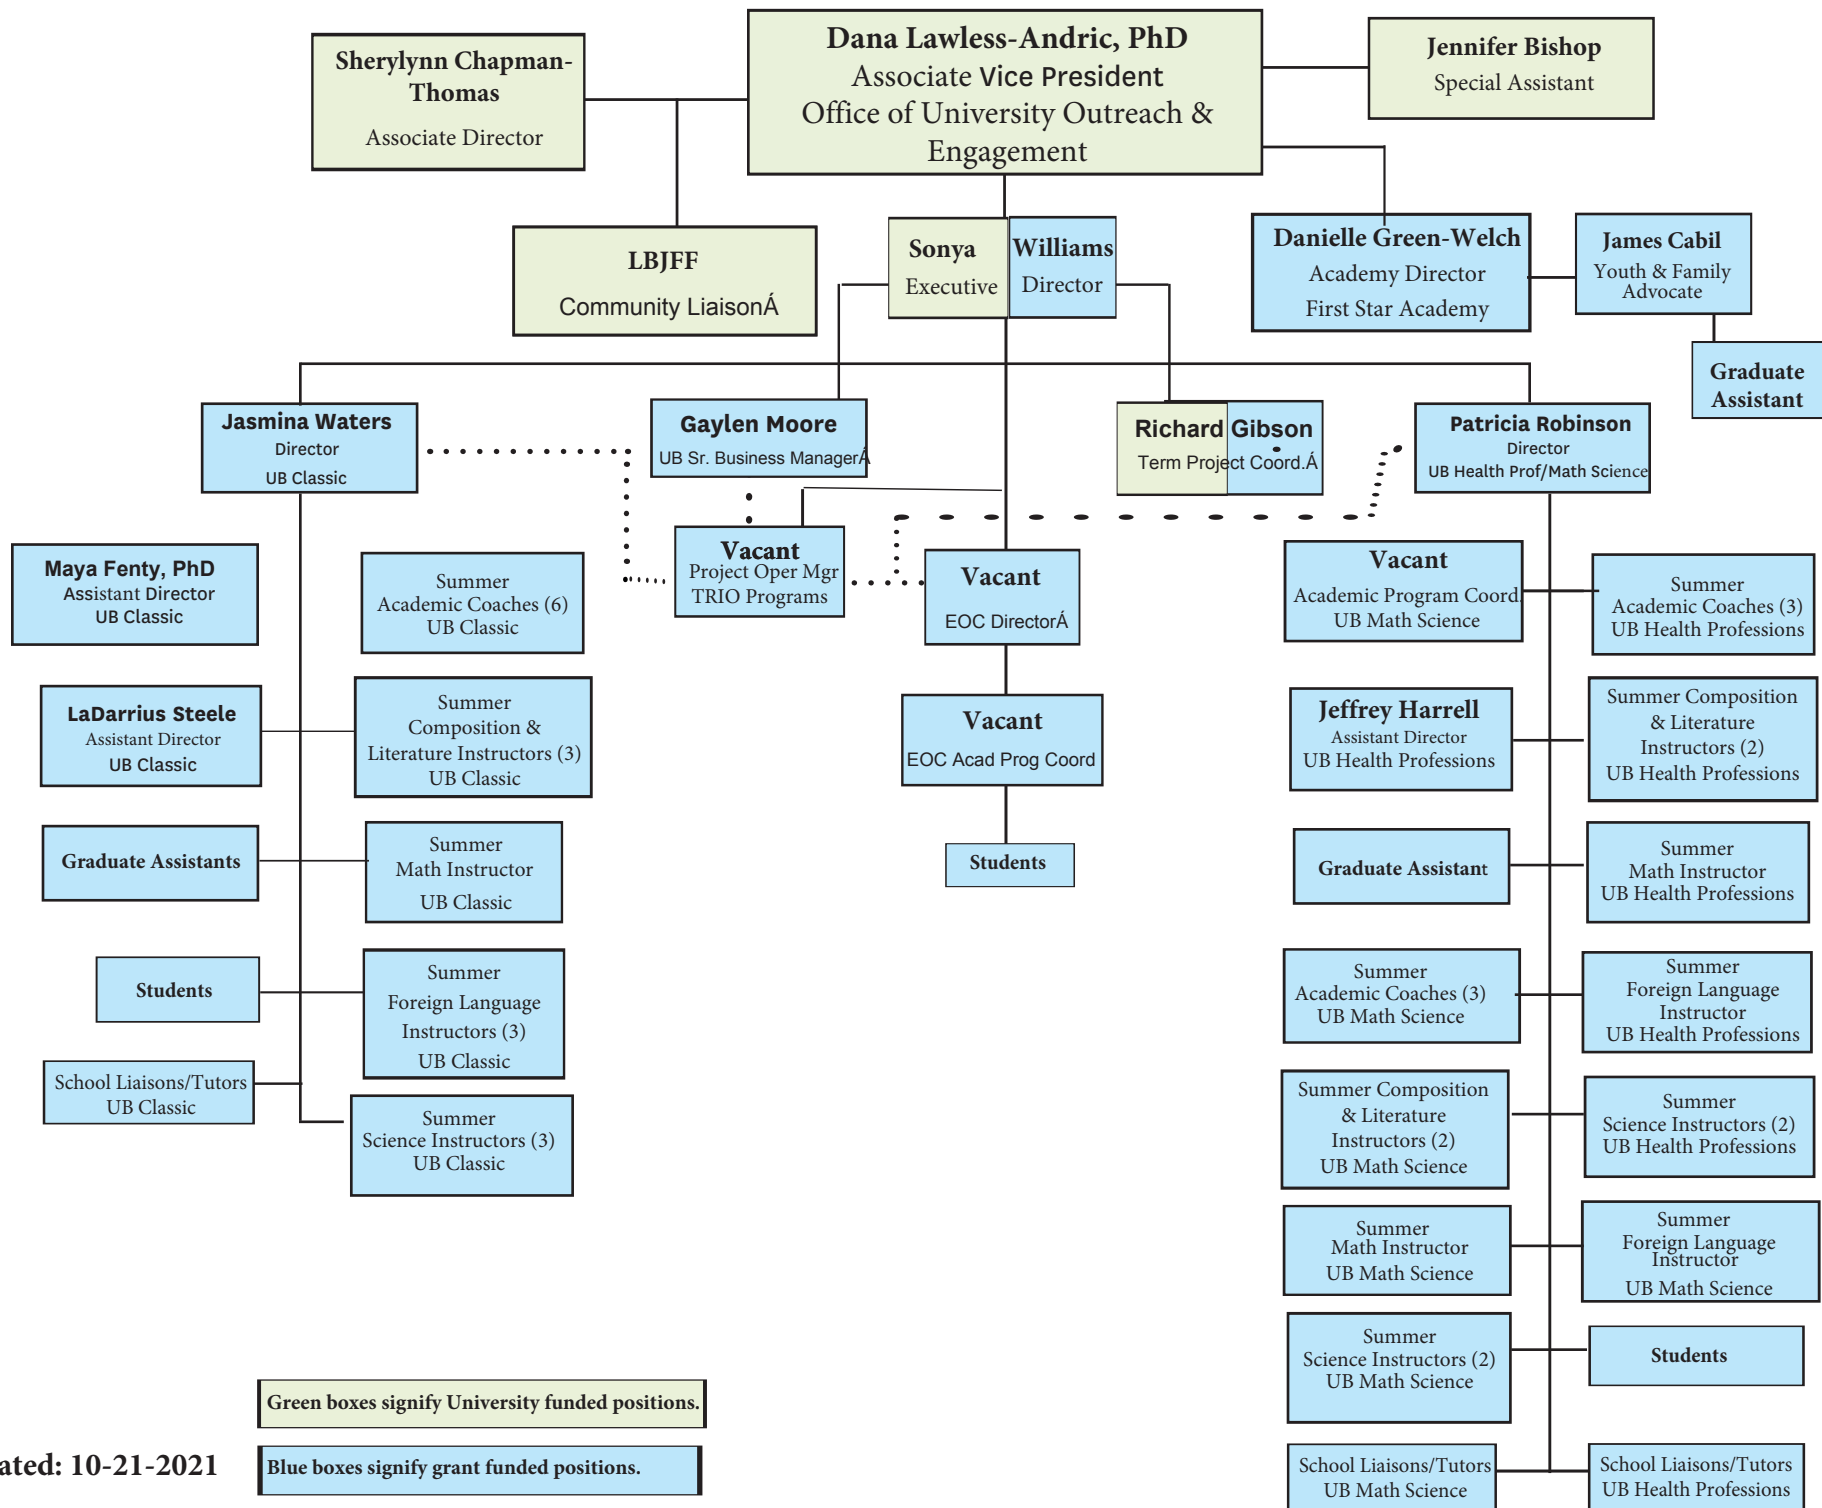 Dana Lawless-Andric, PhD
Associate Vice President
Office of University Outreach &
Engagement
Sherylynn Chapman-
Thomas
Associate Director
Jennifer Bishop
Special Assistant
LBJFF
Community LiaisonÁ
Sonya Williams
Executive Director
Danielle Green-Welch
Academy Director
First Star Academy
James Cabil
Youth & Family
Advocate
Graduate
Assistant
Jasmina Waters
Director
UB Classic
Gaylen Moore
UB Sr. Business ManagerÁ
Richard Gibson
Term Project Coord.Á
Patricia Robinson
Director
UB Health Prof/Math Science
Vacant
Project Oper Mgr
TRIO Programs
Vacant
EOC DirectorÁ
Vacant
EOC Acad Prog Coord
Students
Maya Fenty, PhD
Assistant Director
UB Classic
Summer
Academic Coaches (6)
UB Classic
LaDarrius Steele
Assistant Director
UB Classic
Summer
Composition &
Literature Instructors (3)
UB Classic
Graduate Assistants
Summer
Math Instructor
UB Classic
Students
Summer
Foreign Language
Instructors (3)
UB Classic
School Liaisons/Tutors
UB Classic
Summer
Science Instructors (3)
UB Classic
Vacant
Academic Program Coord.
UB Math Science
Summer
Academic Coaches (3)
UB Health Professions
Jeffrey Harrell
Assistant Director
UB Health Professions
Summer Composition
& Literature
Instructors (2)
UB Health Professions
Graduate Assistant
Summer
Math Instructor
UB Health Professions
Summer
Academic Coaches (3)
UB Math Science
Summer
Foreign Language
Instructor
UB Health Professions
Summer Composition
& Literature
Instructors (2)
UB Math Science
Summer
Science Instructors (2)
UB Health Professions
Summer
Math Instructor
UB Math Science
Summer
Foreign Language
Instructor
UB Math Science
Summer
Science Instructors (2)
UB Math Science
Students
School Liaisons/Tutors
UB Math Science
School Liaisons/Tutors
UB Health Professions
Green boxes signify University funded positions.
Blue boxes signify grant funded positions.
ated: 10-21-2021